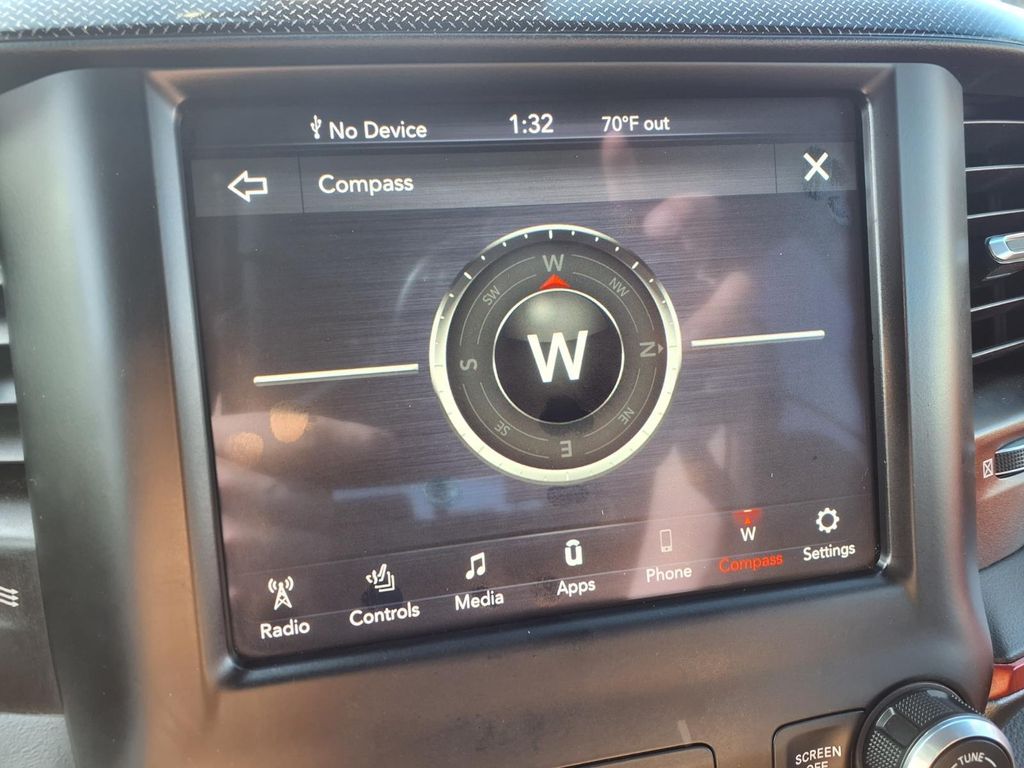 No Device 1:32 70°F out
Compass X
W
SW NW
W
S N
SE NE
E
W
Radio Controls Media Apps Phone Compass Settings
SCREEN
OFF
TUNE